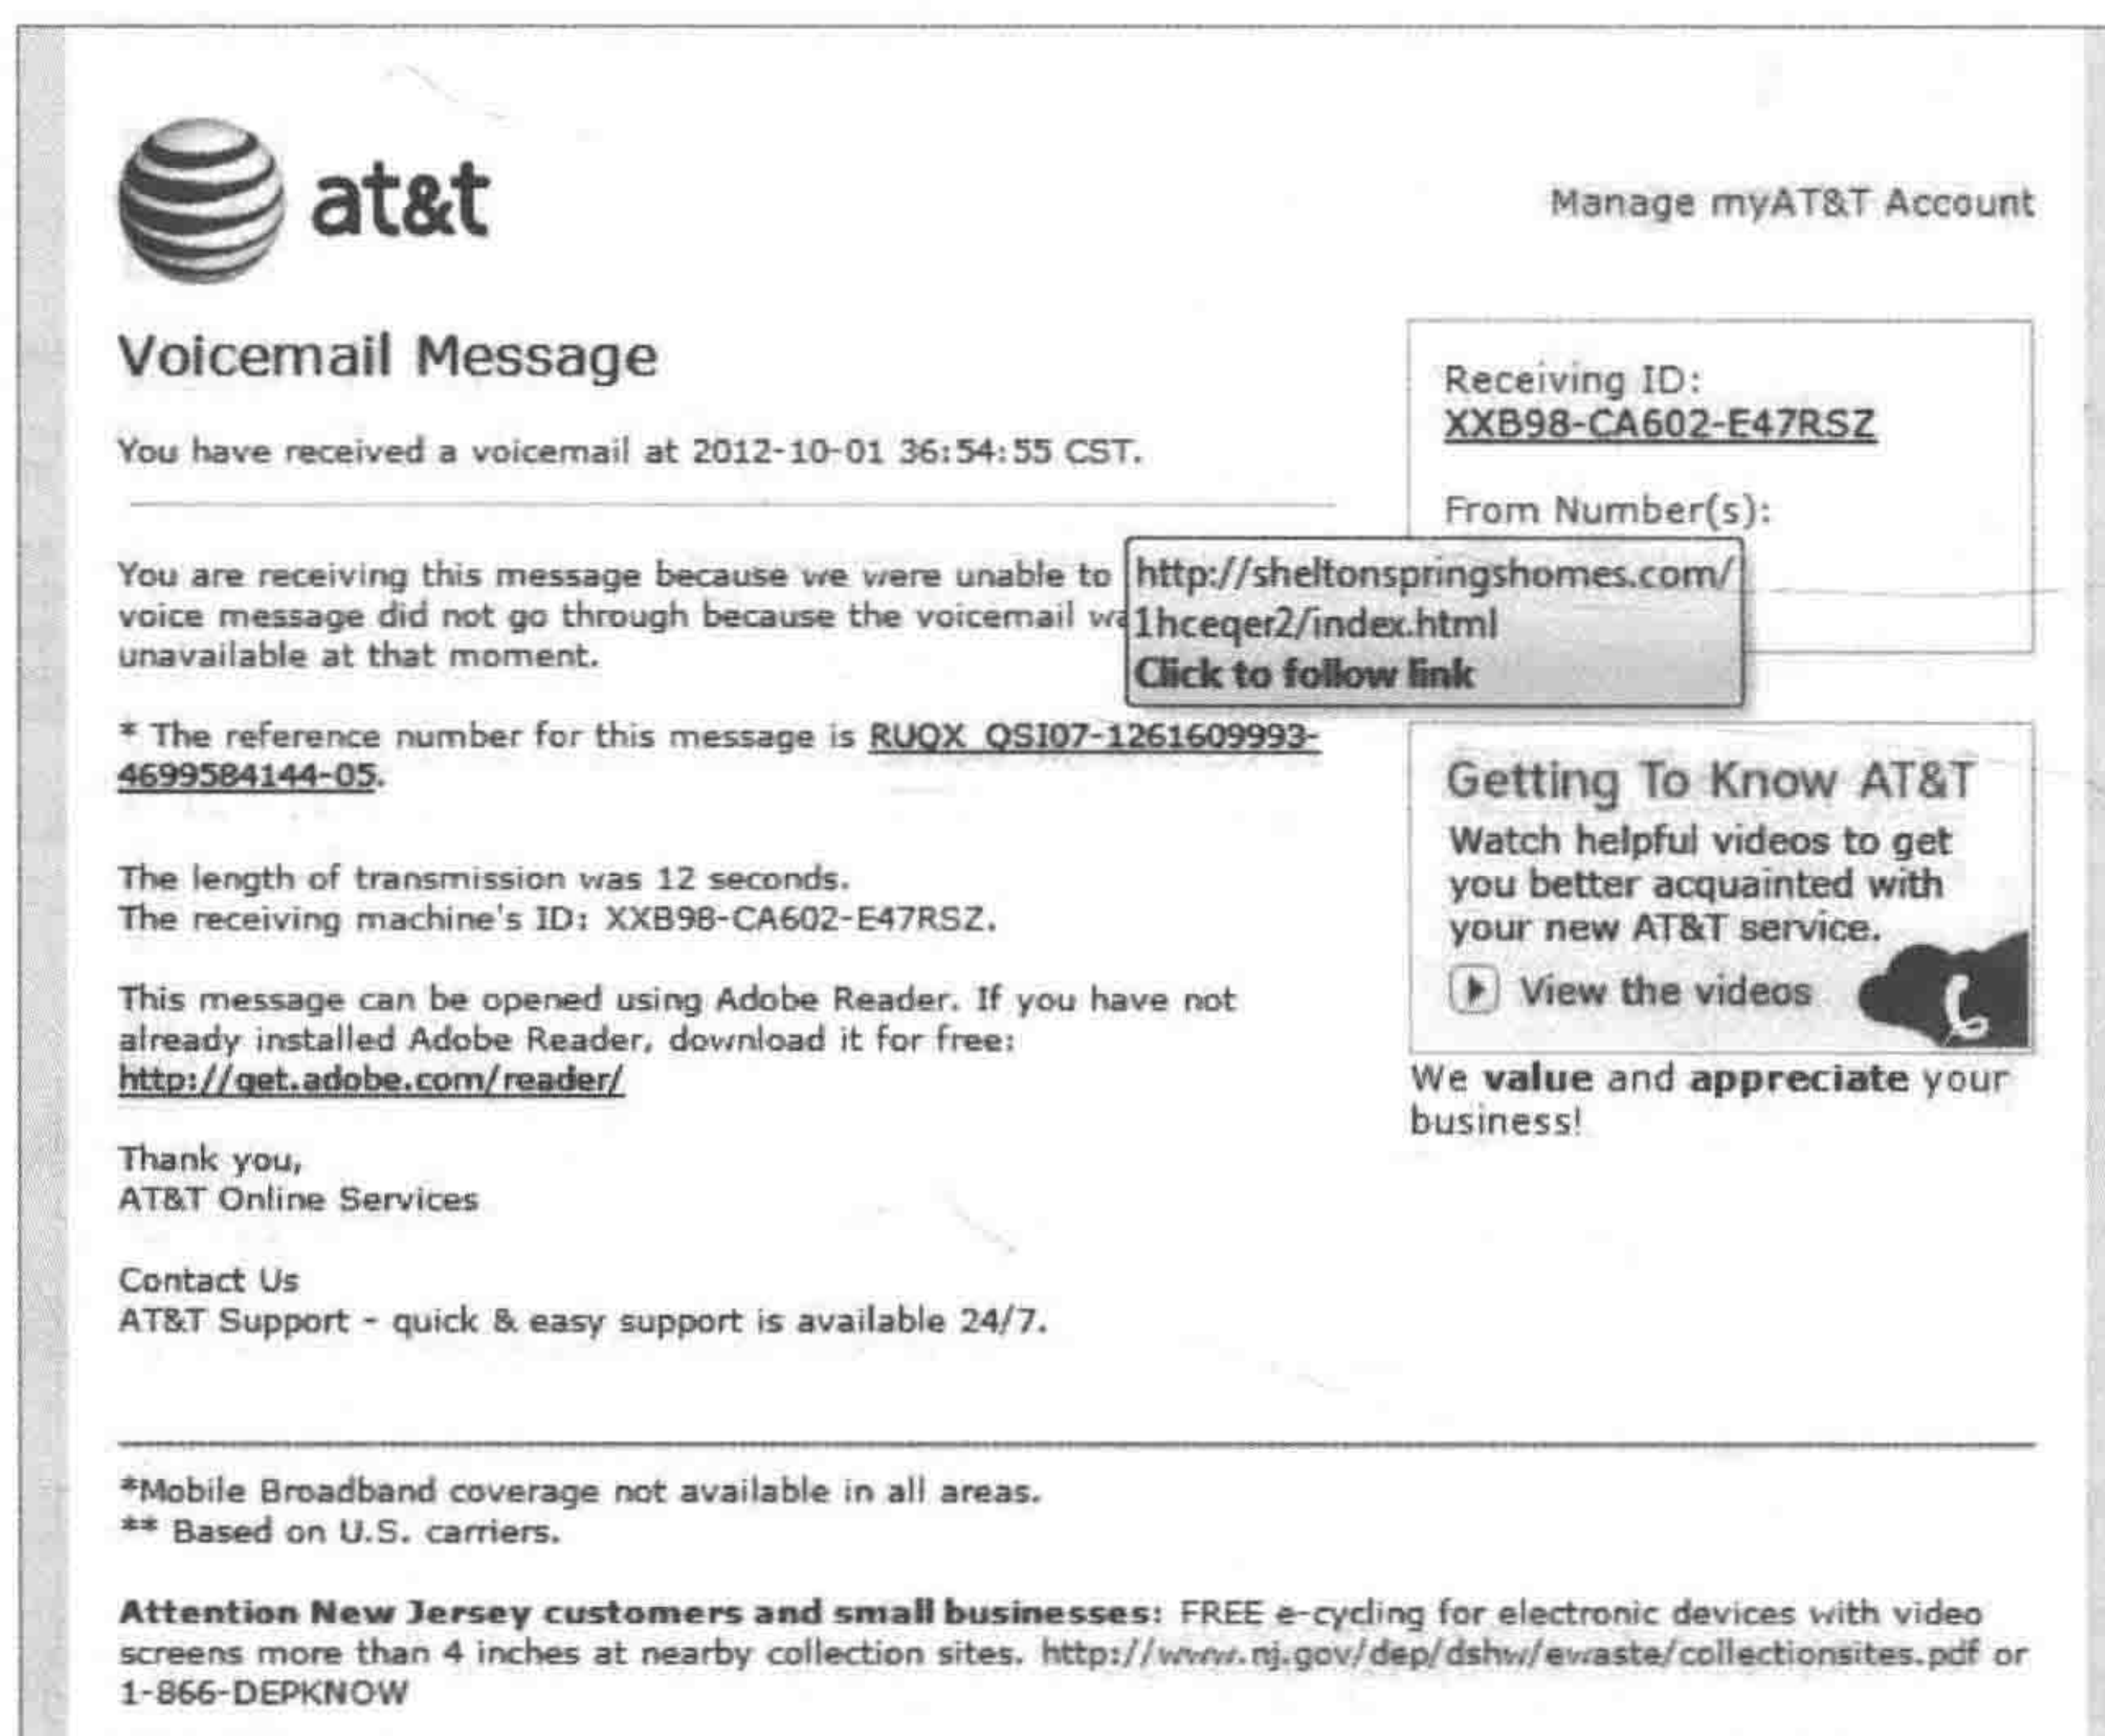 at&t
Manage myAT&T Account
Voicemail Message
You have received a voicemail at 2012-10-01 36:54:55 CST.
You are receiving this message because we were unable to
voice message did not go through because the voicemail
unavailable at that moment.
* The reference number for this message is RUQX QSI07-1261609993-
4699584144-05.
The length of transmission was 12 seconds.
The receiving machine's ID: XXB98-CA602-E47RSZ.
This message can be opened using Adobe Reader. If you have not
already installed Adobe Reader, download it for free:
http://get.adobe.com/reader/
Thank you,
AT&T Online Services
Contact Us
AT&T Support - quick & easy support is available 24/7.
Receiving ID:
XXB98-CA602-E47RSZ
From Number(s):
http://sheltonspringshomes.com/
1hceqer2/index.html
Click to follow link
Getting To Know AT&T
Watch helpful videos to get
you better acquainted with
your new AT&T service.
View the videos
We value and appreciate your
business!
*Mobile Broadband coverage not available in all areas.
** Based on U.S. carriers.
Attention New Jersey customers and small businesses: FREE e-cycling for electronic devices with video
screens more than 4 inches at nearby collection sites. http://www.nj.gov/dep/dshw/ewaste/collectionsites.pdf or
1-866-DEPKNOW